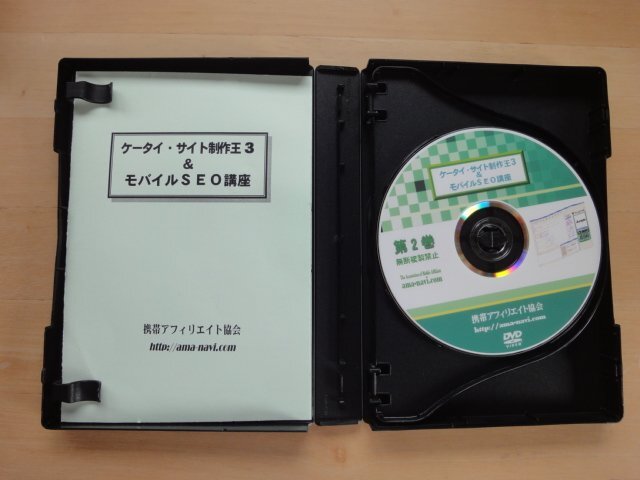 ケータイ・サイト制作王3
&
モバイルSEO講座
携帯アフィリエイト協会
http://ama-navi.com
ケータイ・サイト制作王3
&
モバイルSEO講座
第2巻
無断複製禁止
ama-navi.com
携帯アフィリエイト協会
http://ama-navi.com
DVD
VIDEO